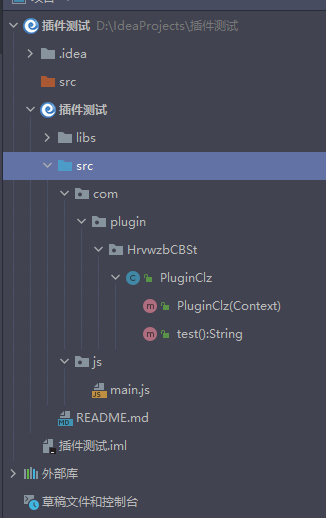 插件测试 D:\IdeaProjects\插件测试
.idea
src
插件测试
libs
src
com
plugin
HrvwzbCBSt
PluginClz
PluginClz(Context)
test():String
js
main.js
README.md
插件测试.iml
外部库
草稿文件和控制台